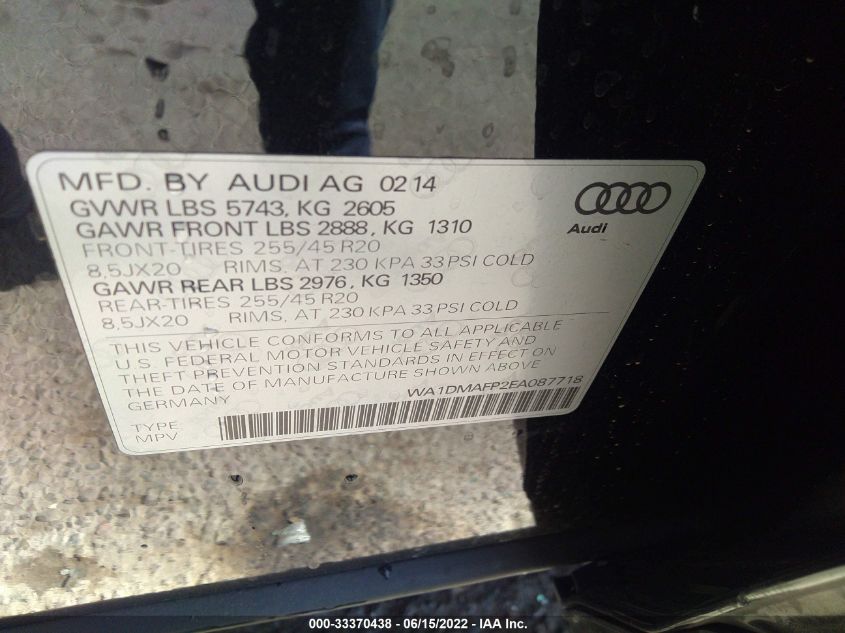 MFD. BY AUDI AG 02 14
GVWR LBS 5743, KG 2605
GAWR FRONT LBS 2888, KG 1310
FRONT-TIRES 255/45 R20
8,5JX20 RIMS, AT 230 KPA 33 PSI COLD
GAWR REAR LBS 2976, KG 1350
REAR-TIRES 255/45 R20
8,5JX20 RIMS, AT 230 KPA 33 PSI COLD
THIS VEHICLE CONFORMS TO ALL APPLICABLE
U.S. FEDERAL MOTOR VEHICLE SAFETY AND
THEFT PREVENTION STANDARDS IN EFFECT ON
THE DATE OF MANUFACTURE SHOWN ABOVE
GERMANY WA1DMAFP2EA087718
TYPE
MPV
Audi
000-33370438 - 06/15/2022 - IAA Inc.